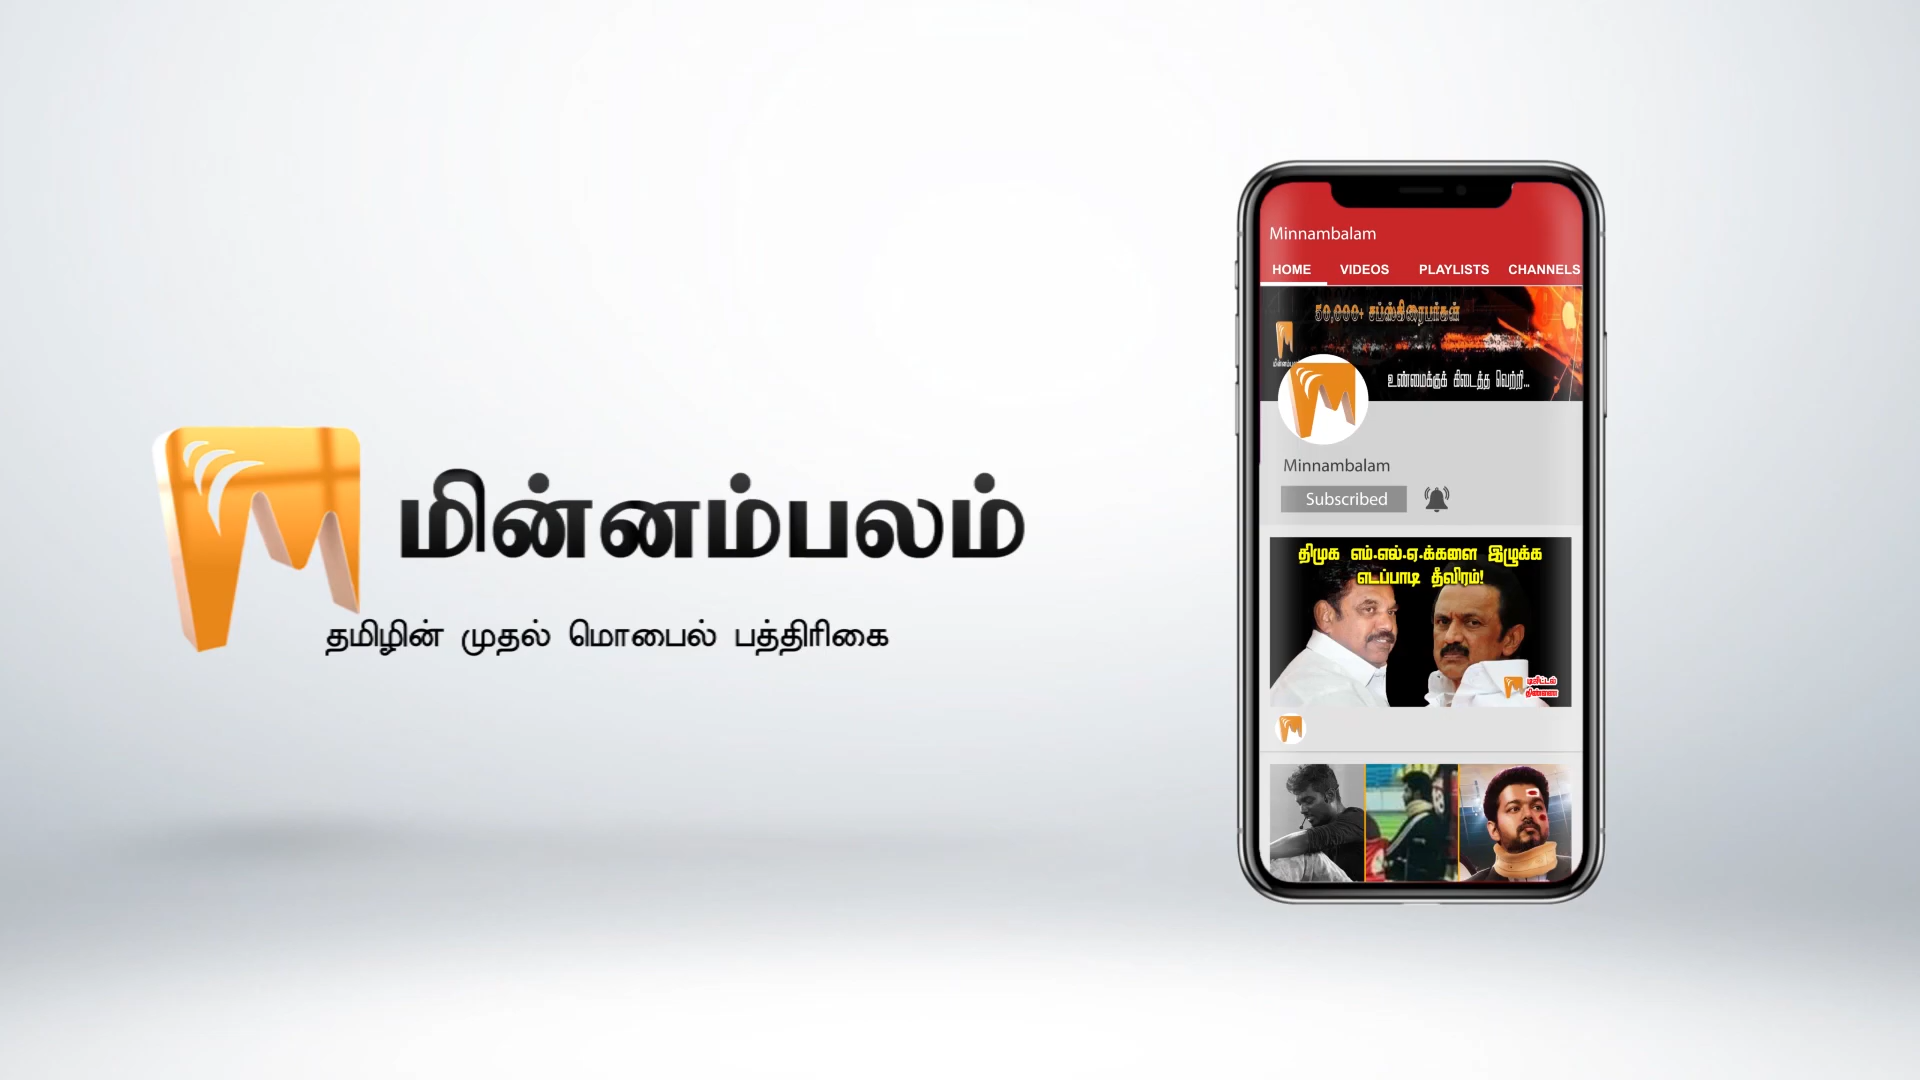 மின்னம்பலம்
தமிழின் முதல் மொபைல் பத்திரிகை
Minnambalam
HOME VIDEOS PLAYLISTS CHANNELS
50,000+ சப்ஸ்கிரைபர்கள்
உண்மைக்குக் கிடைத்த வெற்றி...
Minnambalam
Subscribed
திமுக எம்.எல்.ஏ.க்களை இழுக்க
எடப்பாடி தீவிரம்!
டிஜிட்டல்
திண்ணை